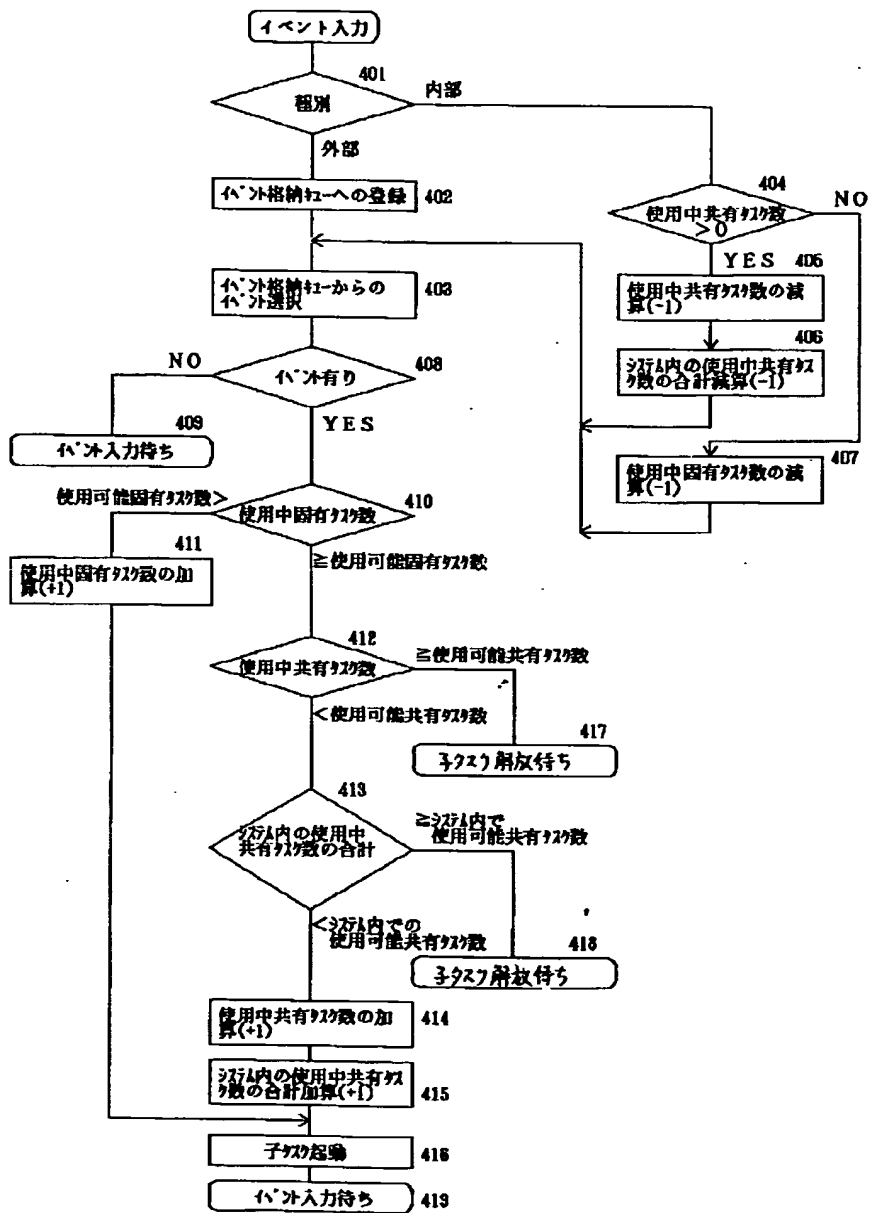 イベント入力
401
種別
内部
外部
イベント格納キューへの登録
402
404
使用中共有タスク数
>0
NO
YES
405
使用中共有タスク数の減
算(-1)
406
システム内の使用中共有タス
ク数の合計減算(-1)
407
使用中固有タスク数の減
算(-1)
イベント格納キューからの
イベント選択
403
NO
イベント有り
408
YES
409
イベント入力待ち
使用可能固有タスク数>
使用中固有タスク数
410
411
使用中固有タスク数の加
算(+1)
≧使用可能固有タスク数
412
使用中共有タスク数
≧使用可能共有タスク数
<使用可能共有タスク数
417
子タスク解放待ち
413
システム内の使用中
共有タスク数の合計
≧システム内で
使用可能共有タスク数
<システム内での
使用可能共有タスク数
418
子タスク解放待ち
使用中共有タスク数の加
算(+1)
414
システム内の使用中共有タス
ク数の合計加算(+1)
415
子タスク起動
416
イベント入力待ち
419